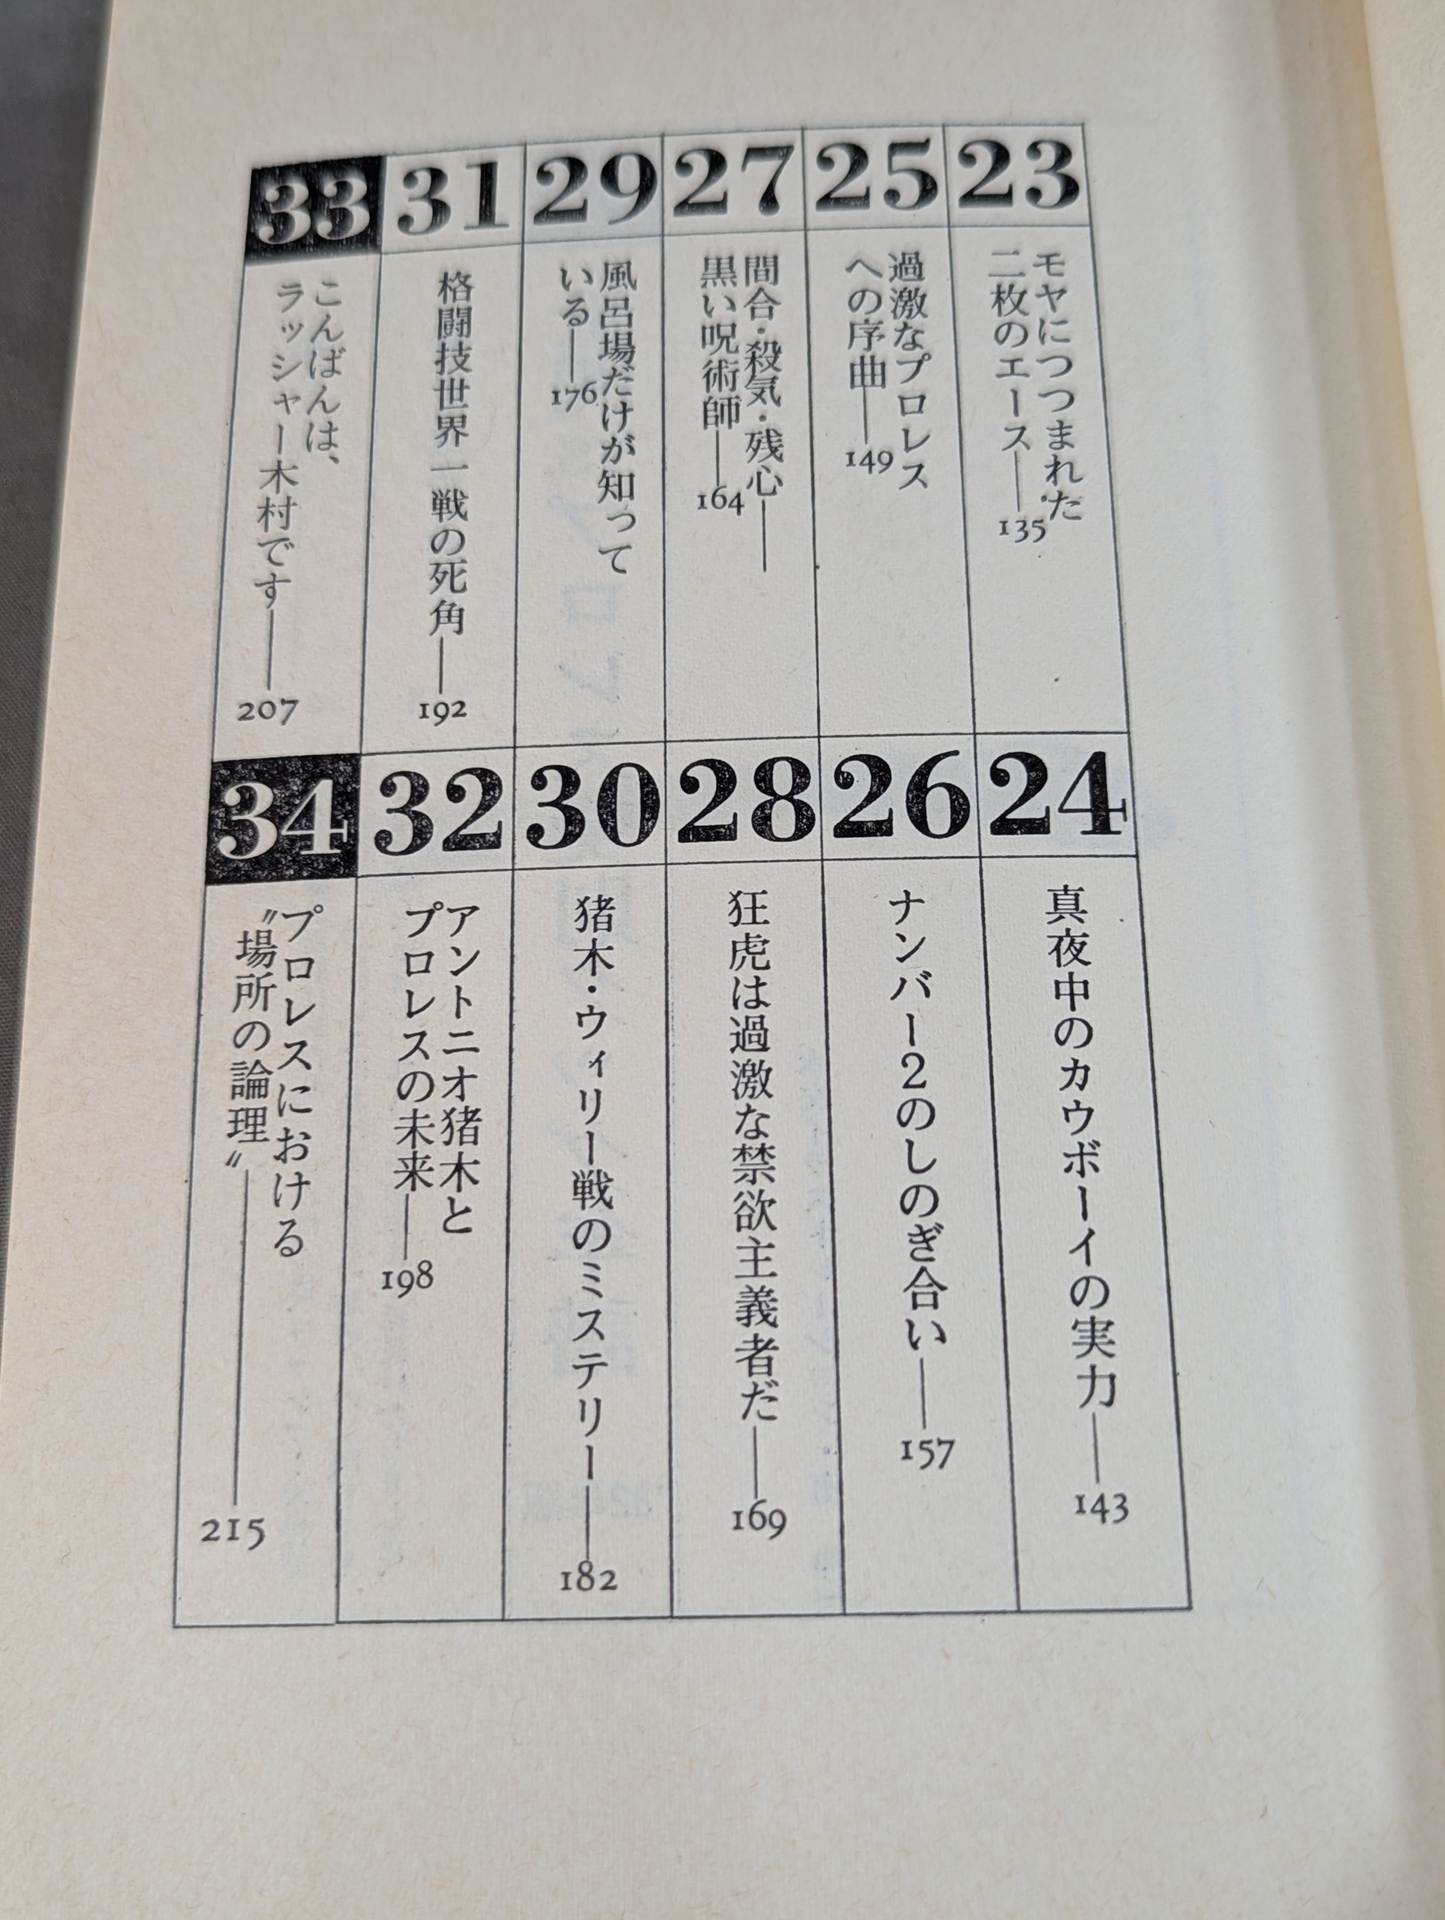 23
モヤにつつまれた
二枚のエース——135
24
真夜中のカウボーイの実力——143
25
過激なプロレス
への序曲——149
26
ナンバー2のしのぎ合い——157
27
間合・殺気・残心——
黒い呪術師——164
28
狂虎は過激な禁欲主義者だ——169
29
風呂場だけが知って
いる——176
30
猪木・ウィリー戦のミステリー——182
31
格闘技世界一戦の死角——192
32
アントニオ猪木と
プロレスの未来——198
33
こんばんは、
ラッシャー木村です——207
34
プロレスにおける
〝場所の論理〟——215